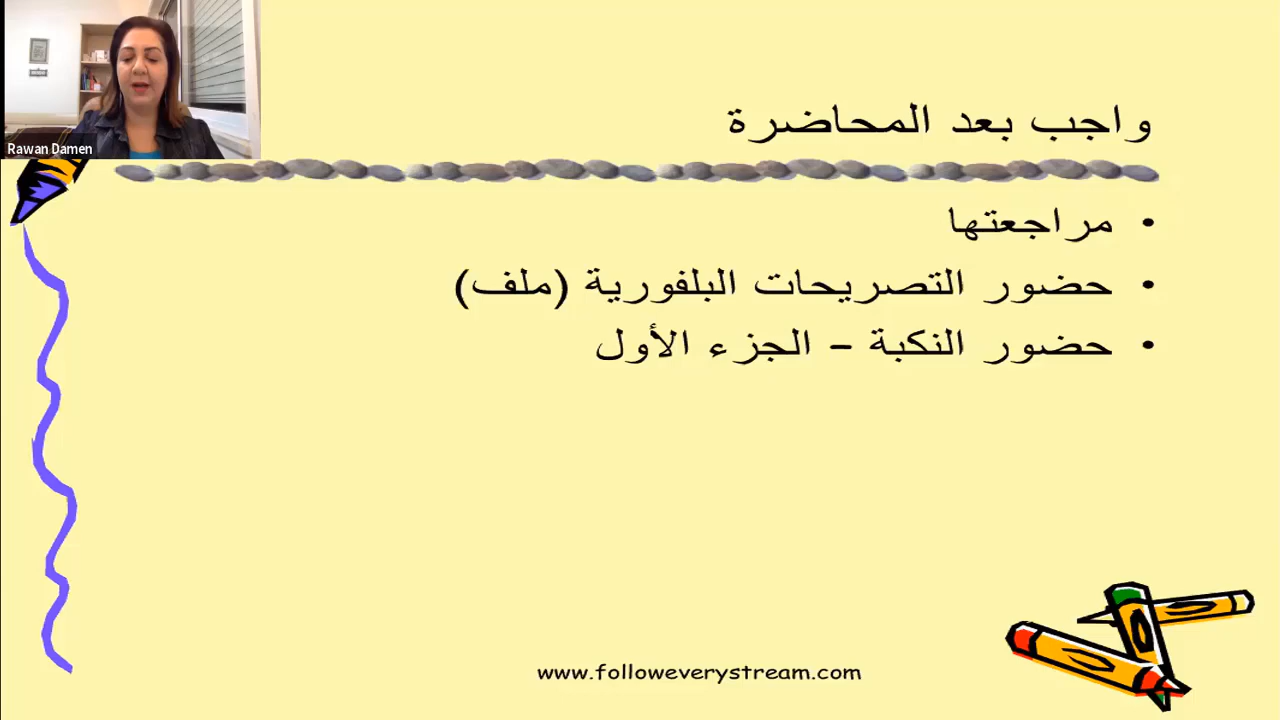 Rawan Damen
واجب بعد المحاضرة
• مراجعتها
• حضور التصريحات البلفورية (ملف)
• حضور النكبة – الجزء الأول
www.followeverystream.com